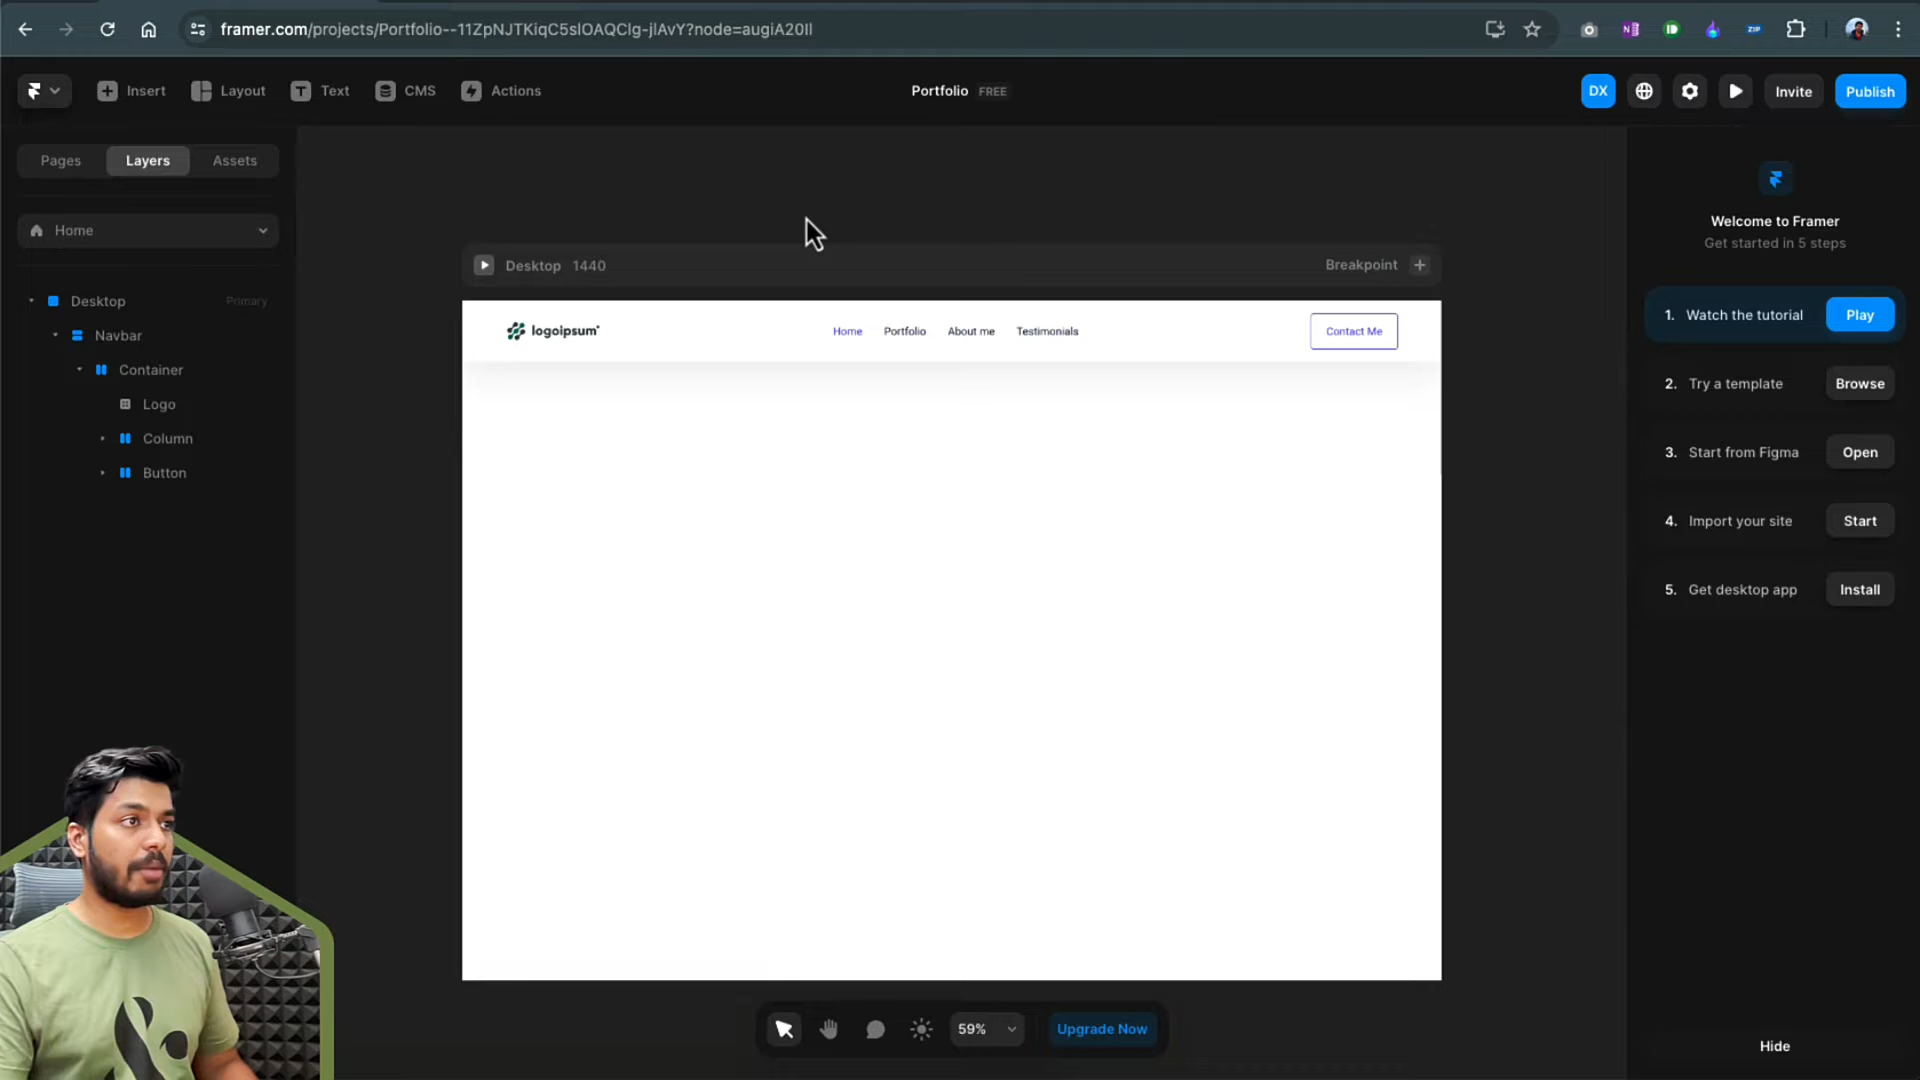 framer.com/projects/Portfolio--11ZpNJTKiqC5slOAQClg-jlAvY?node=augiA20Il
ZIP
Insert
Layout
T Text
CMS
Actions
Portfolio FREE
DX
Invite
Publish
Pages
Layers
Assets
Home
Desktop Primary
Navbar
Container
Logo
Column
Button
Desktop 1440
Breakpoint +
logoipsum
Home
Portfolio
About me
Testimonials
Contact Me
Welcome to Framer
Get started in 5 steps
1. Watch the tutorial Play
2. Try a template Browse
3. Start from Figma Open
4. Import your site Start
5. Get desktop app Install
59%
Upgrade Now
Hide